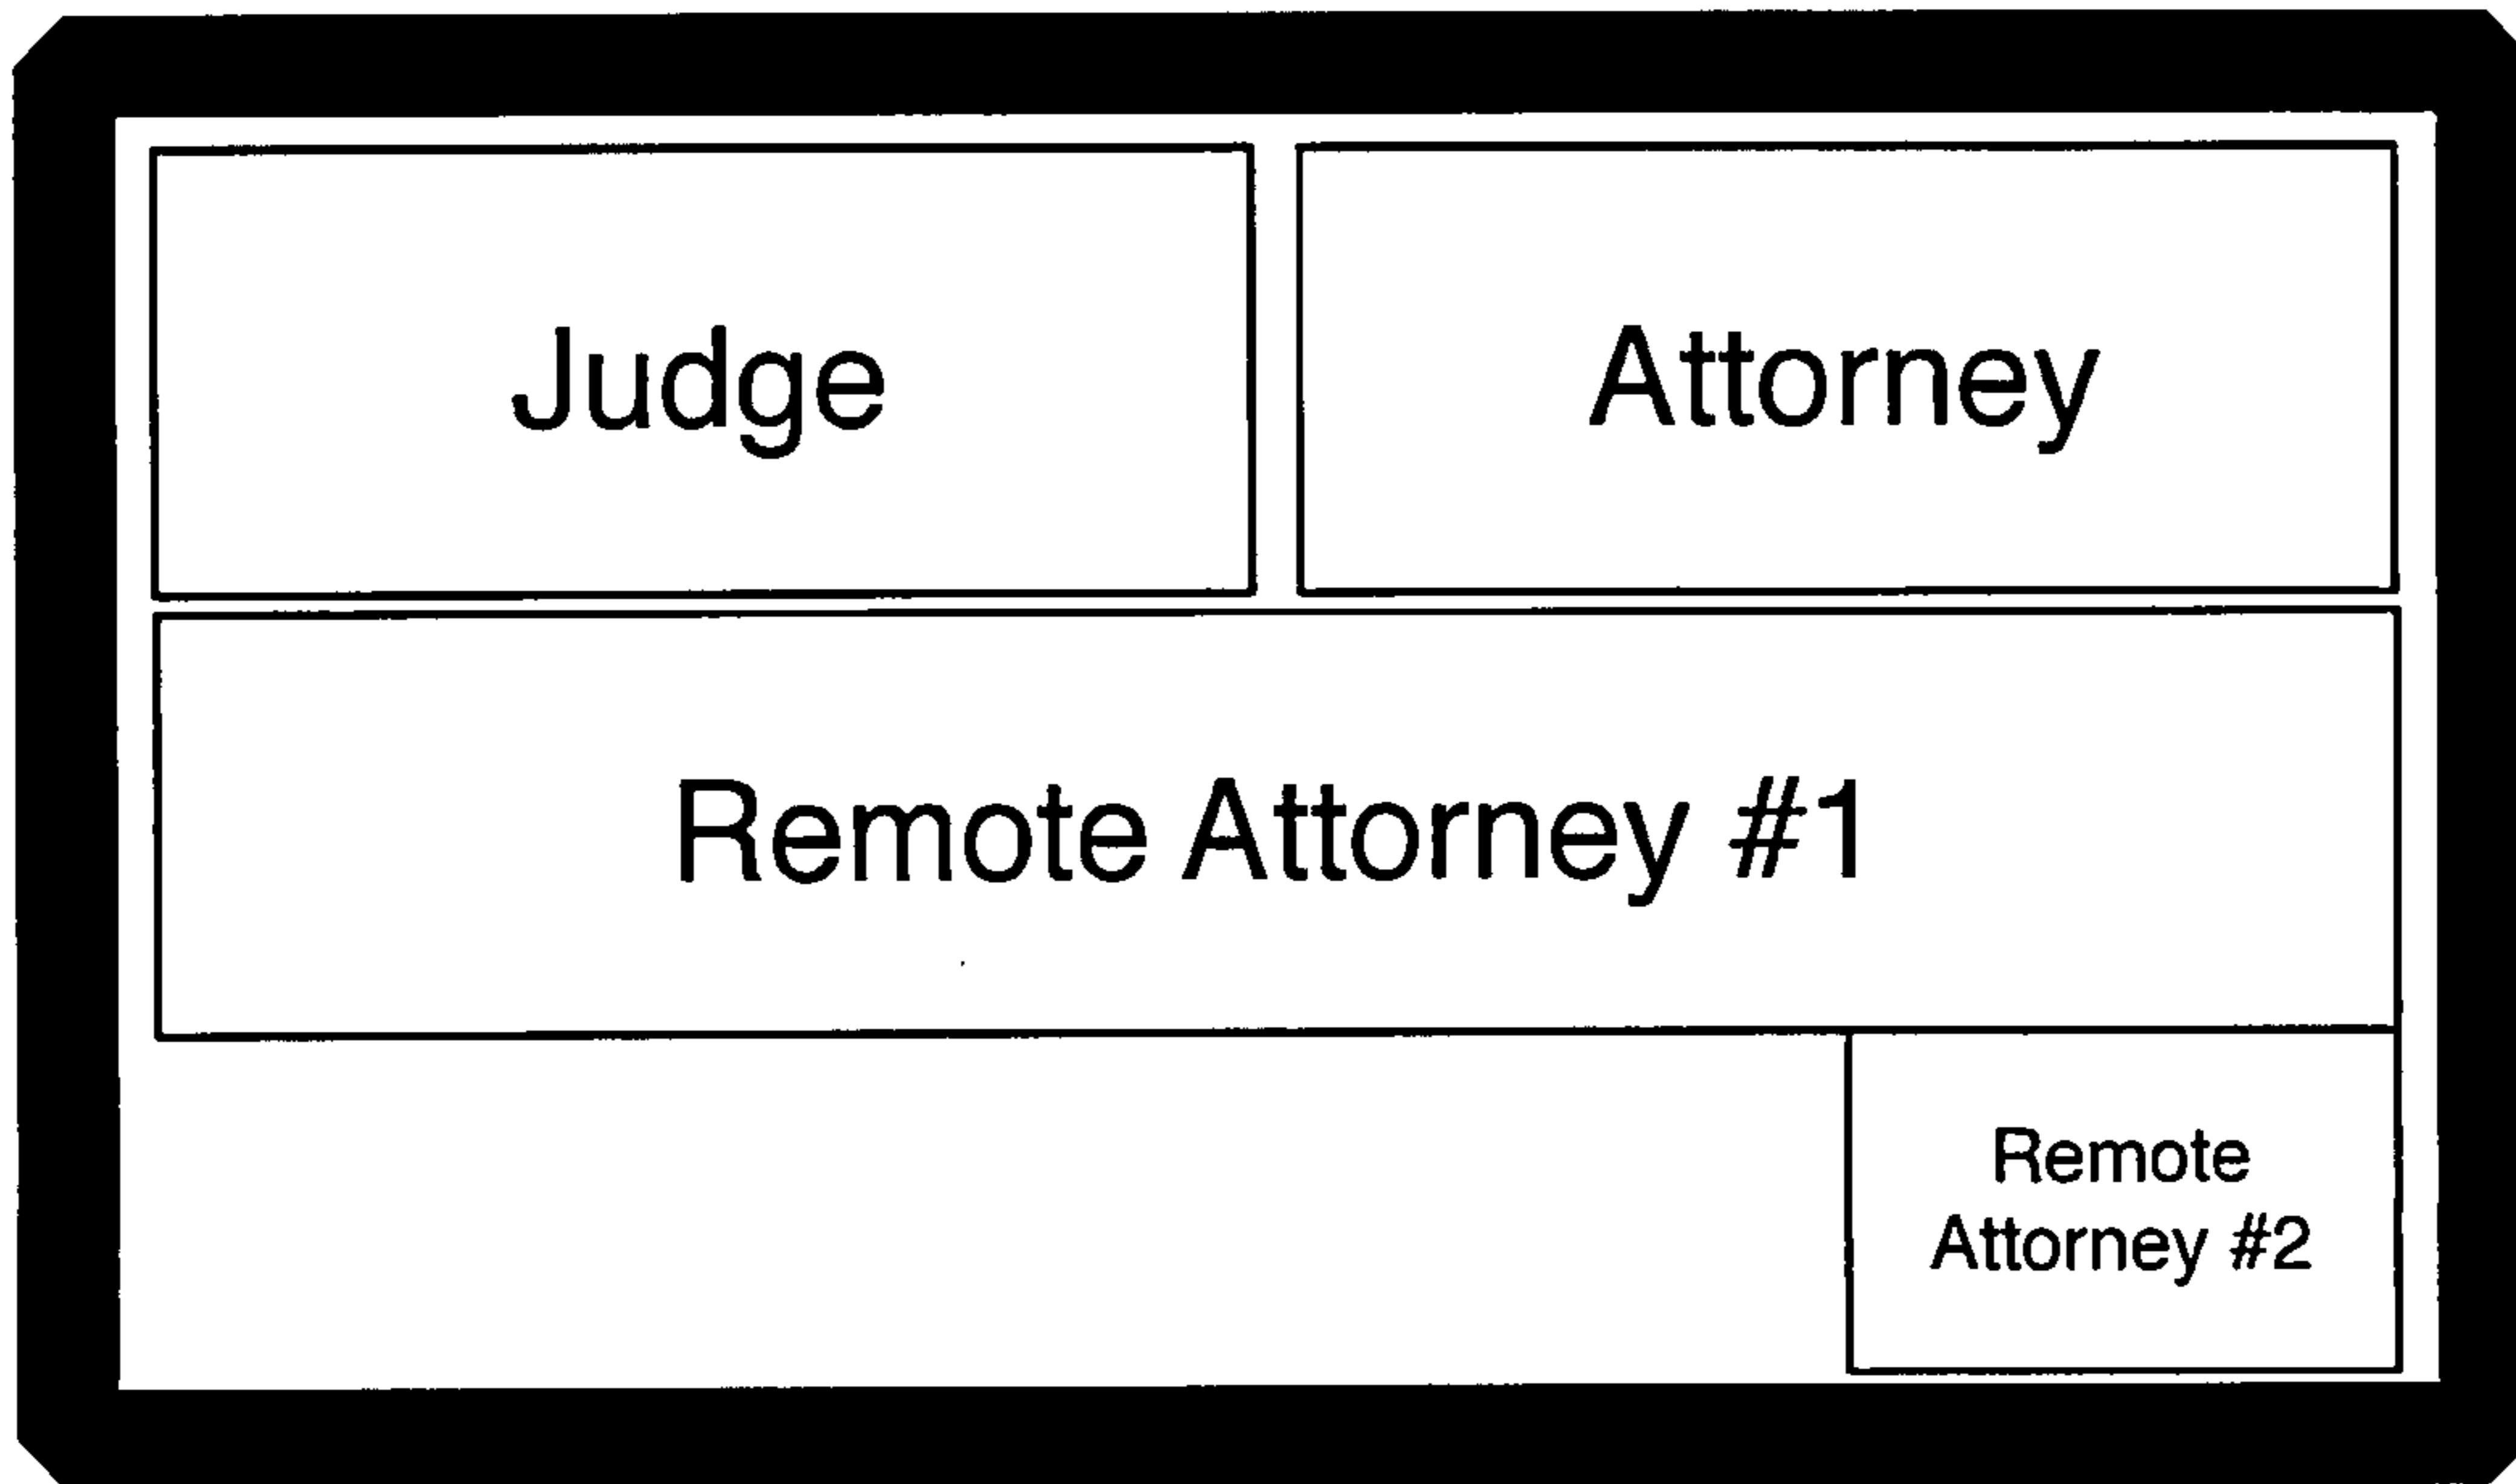 Judge
Attorney
Remote Attorney #1
Remote
Attorney #2